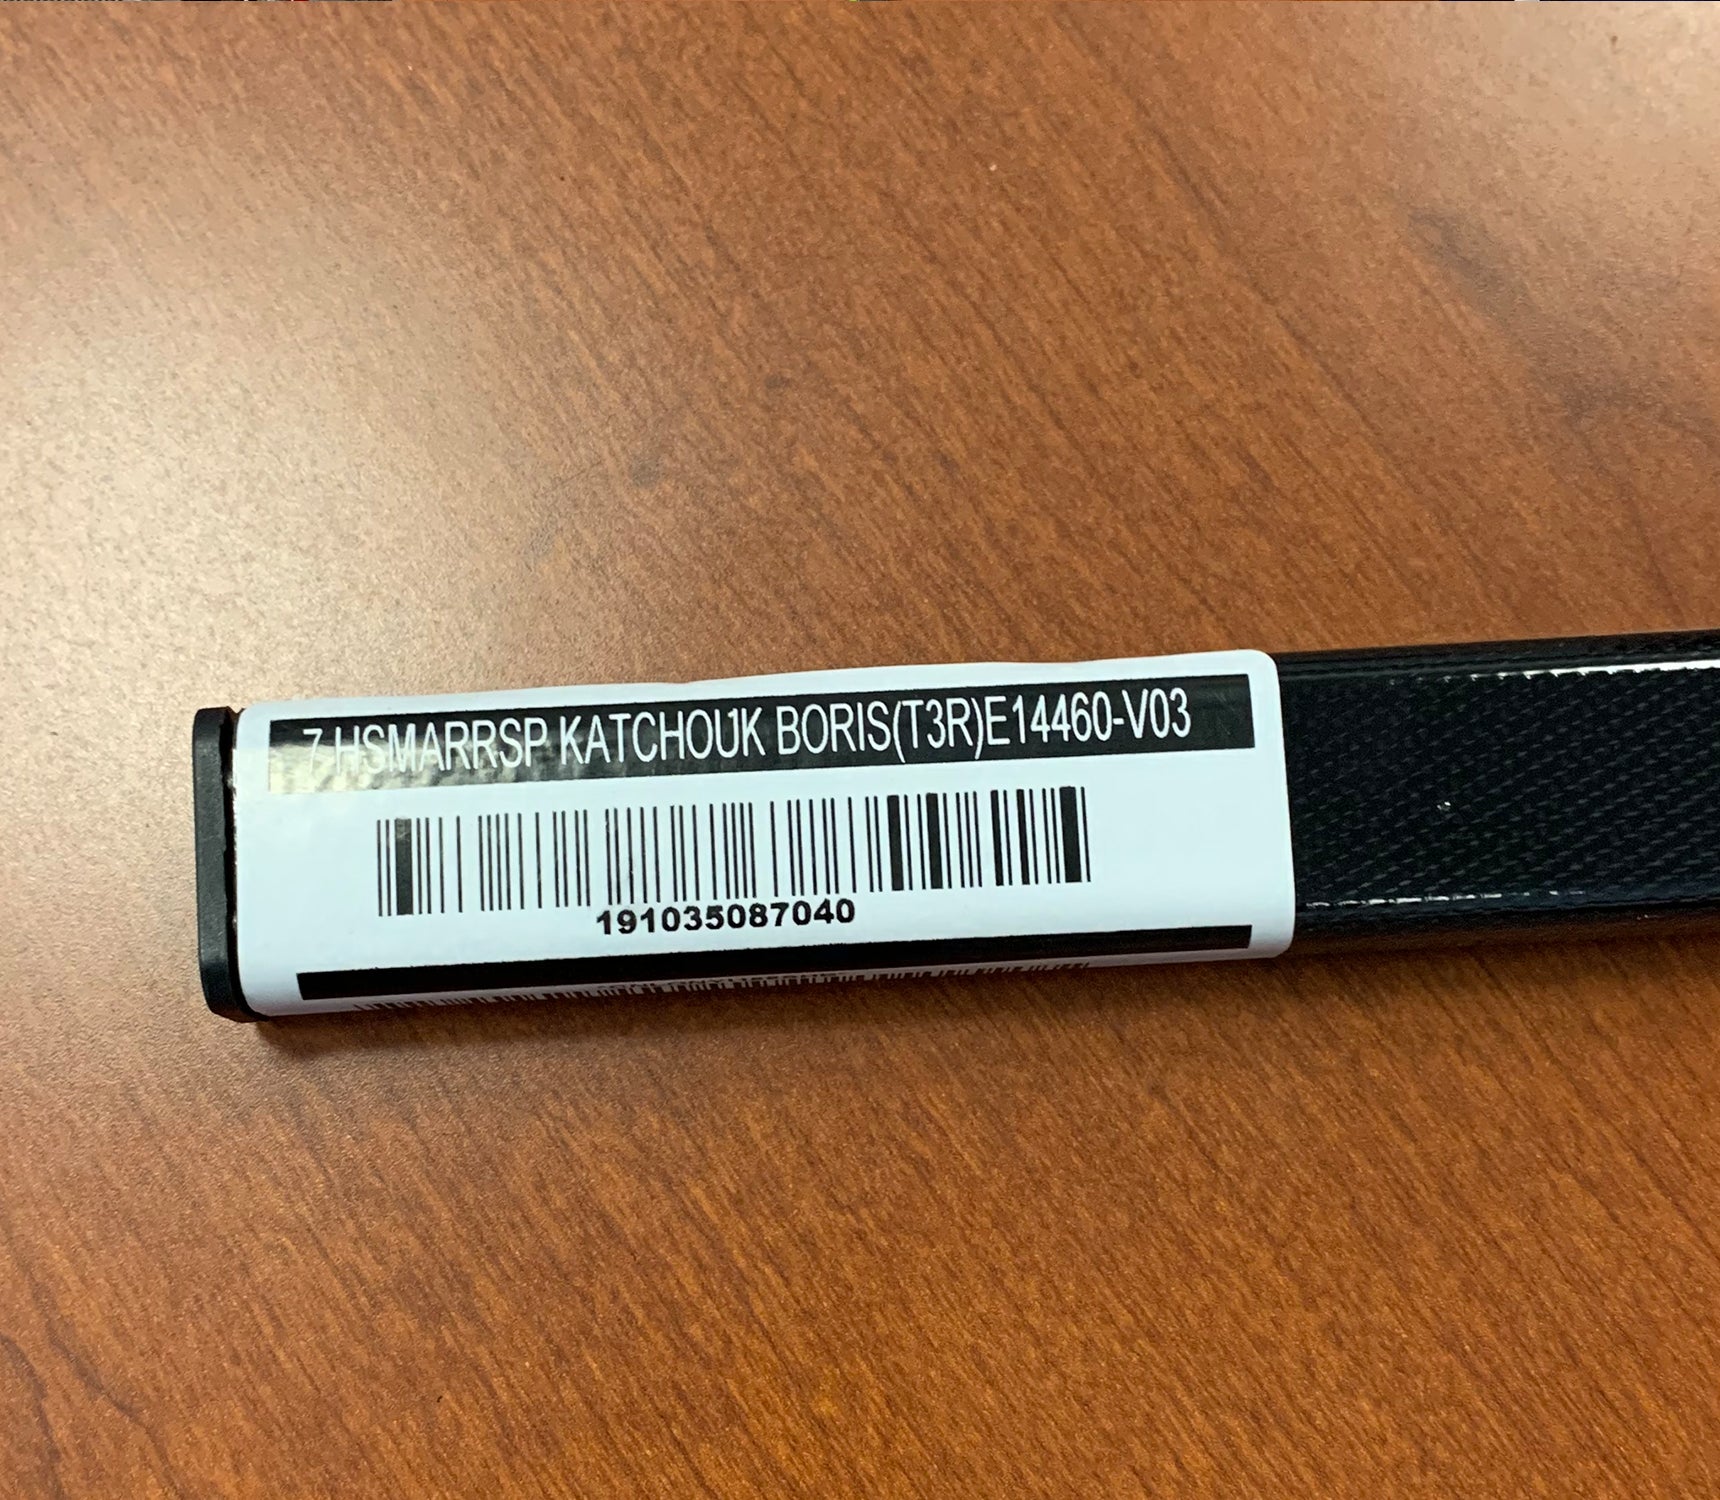 7 HSMARRSP KATCHOUK BORIS(T3R)E14460-V03
191035087040